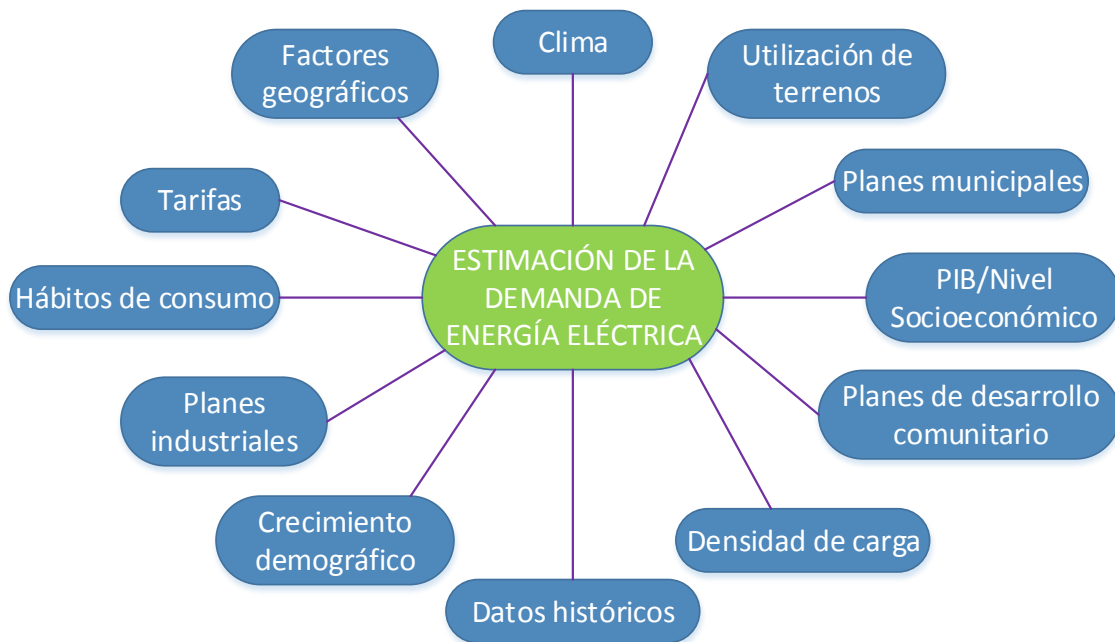 Clima
Factores
geográficos
Utilización de
terrenos
Tarifas
Planes municipales
ESTIMACIÓN DE LA
DEMANDA DE
ENERGÍA ELÉCTRICA
Hábitos de consumo
PIB/Nivel
Socioeconómico
Planes
industriales
Planes de desarrollo
comunitario
Crecimiento
demográfico
Densidad de carga
Datos históricos